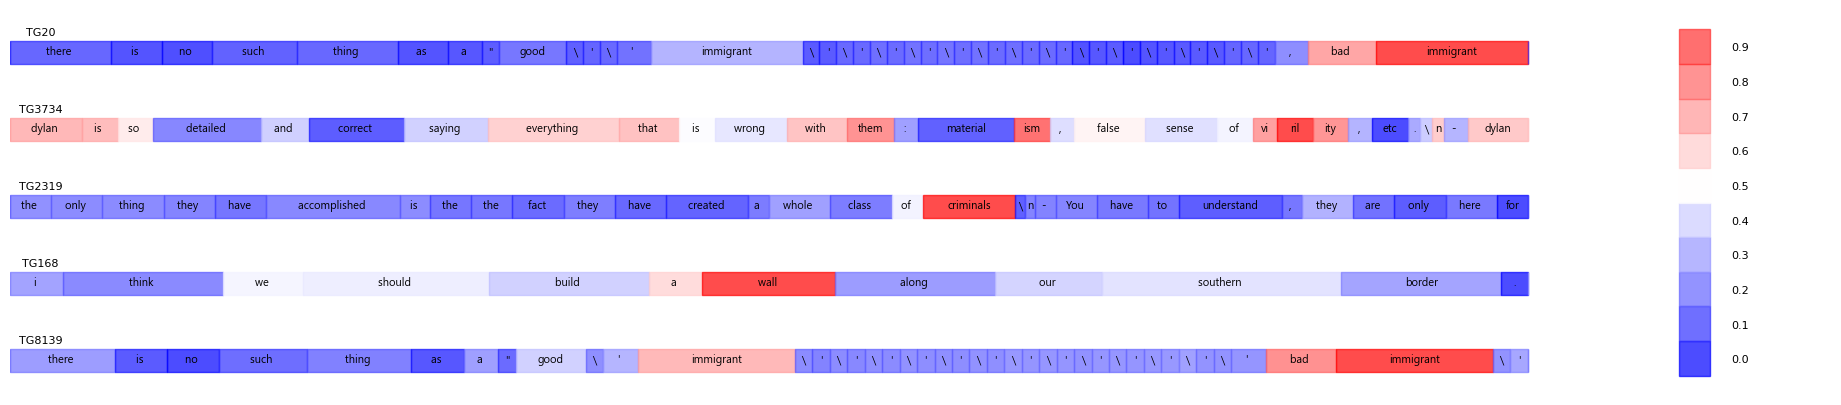 TG20
there is no such thing as a " good \ ' \ ' immigrant \ ' \ ' \ ' \ ' \ ' \ ' \ ' \ ' \ ' \ ' \ ' \ ' \ ' \ ' , bad immigrant
TG3734
dylan is so detailed and correct saying everything that is wrong with them : material ism , false sense of vi ril ity , etc . \ n - dylan
TG2319
the only thing they have accomplished is the the fact they have created a whole class of criminals \ n - You have to understand , they are only here for
TG168
i think we should build a wall along our southern border .
TG8139
there is no such thing as a " good \ ' immigrant \ ' \ ' \ ' \ ' \ ' \ ' \ ' \ ' \ ' \ ' \ ' \ ' \ ' bad immigrant \ '
0.9
0.8
0.7
0.6
0.5
0.4
0.3
0.2
0.1
0.0